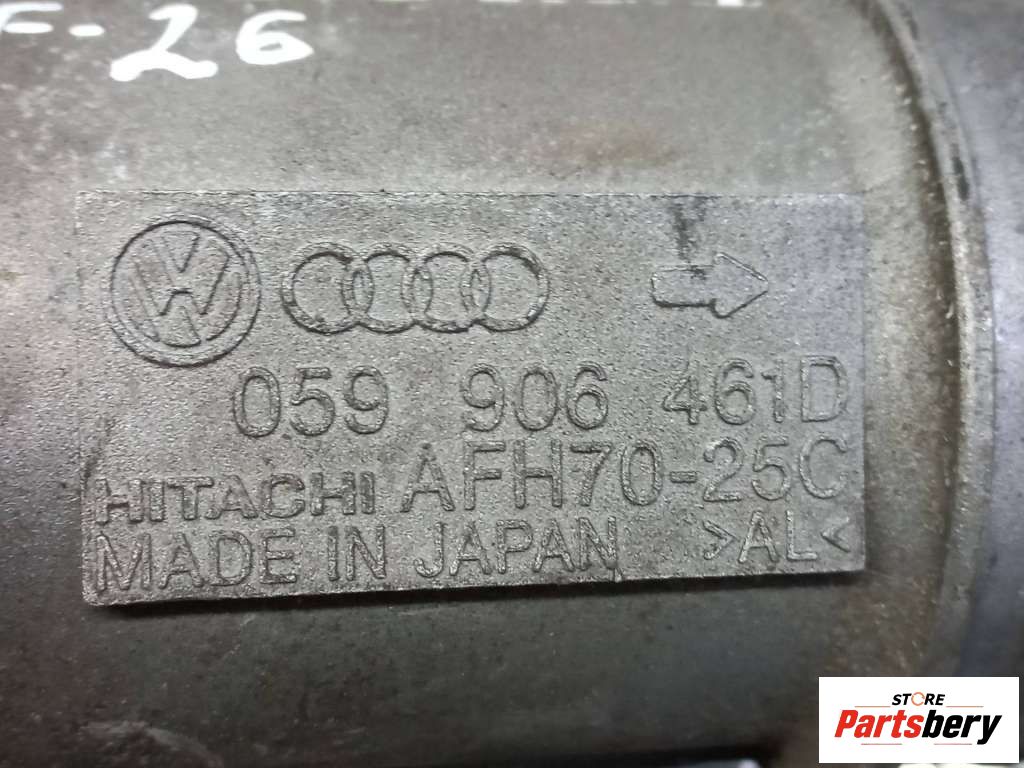 F-26
059 906 461D
HITACHI AFH70-25C
MADE IN JAPAN >AL<
STORE
Partsbery